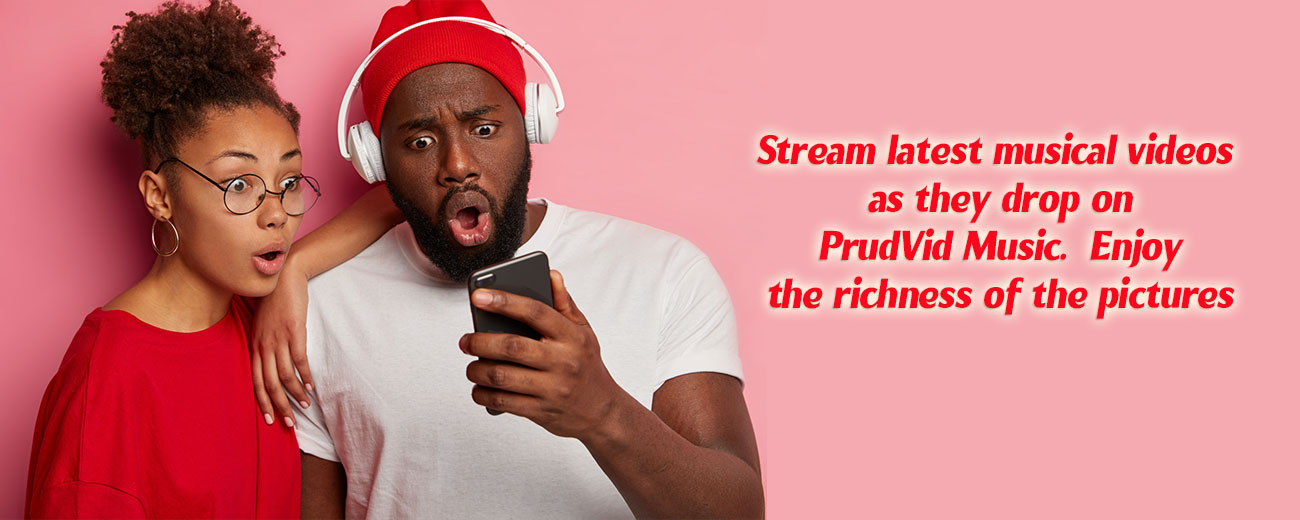 Stream latest musical videos
as they drop on
PrudVid Music.  Enjoy
the richness of the pictures